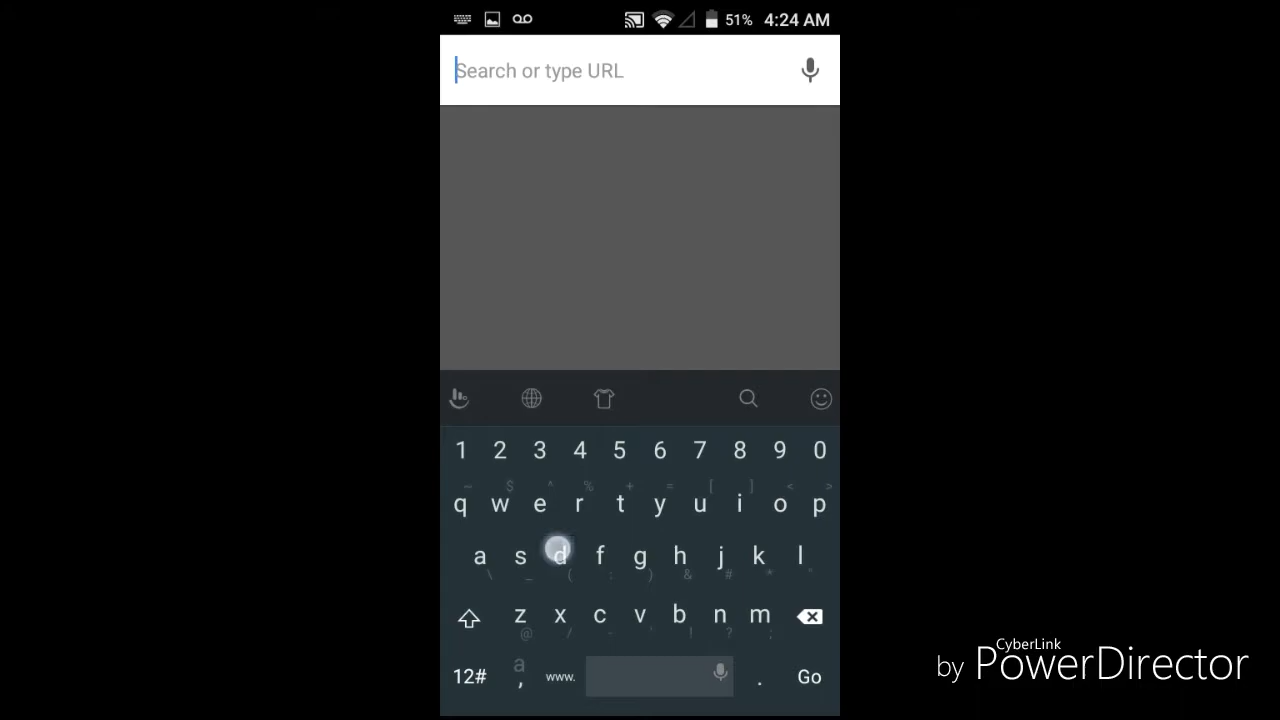 51% 4:24 AM
Search or type URL
1 2 3 4 5 6 7 8 9 0
~ $ ^ % + = [ ] < >
q w e r t y u i o p
a s d f g h j k l
\ _ ( : ) & # * "
z x c v b n m
@ / - ' ! ? ;
12# a , www. . Go
CyberLink
by PowerDirector